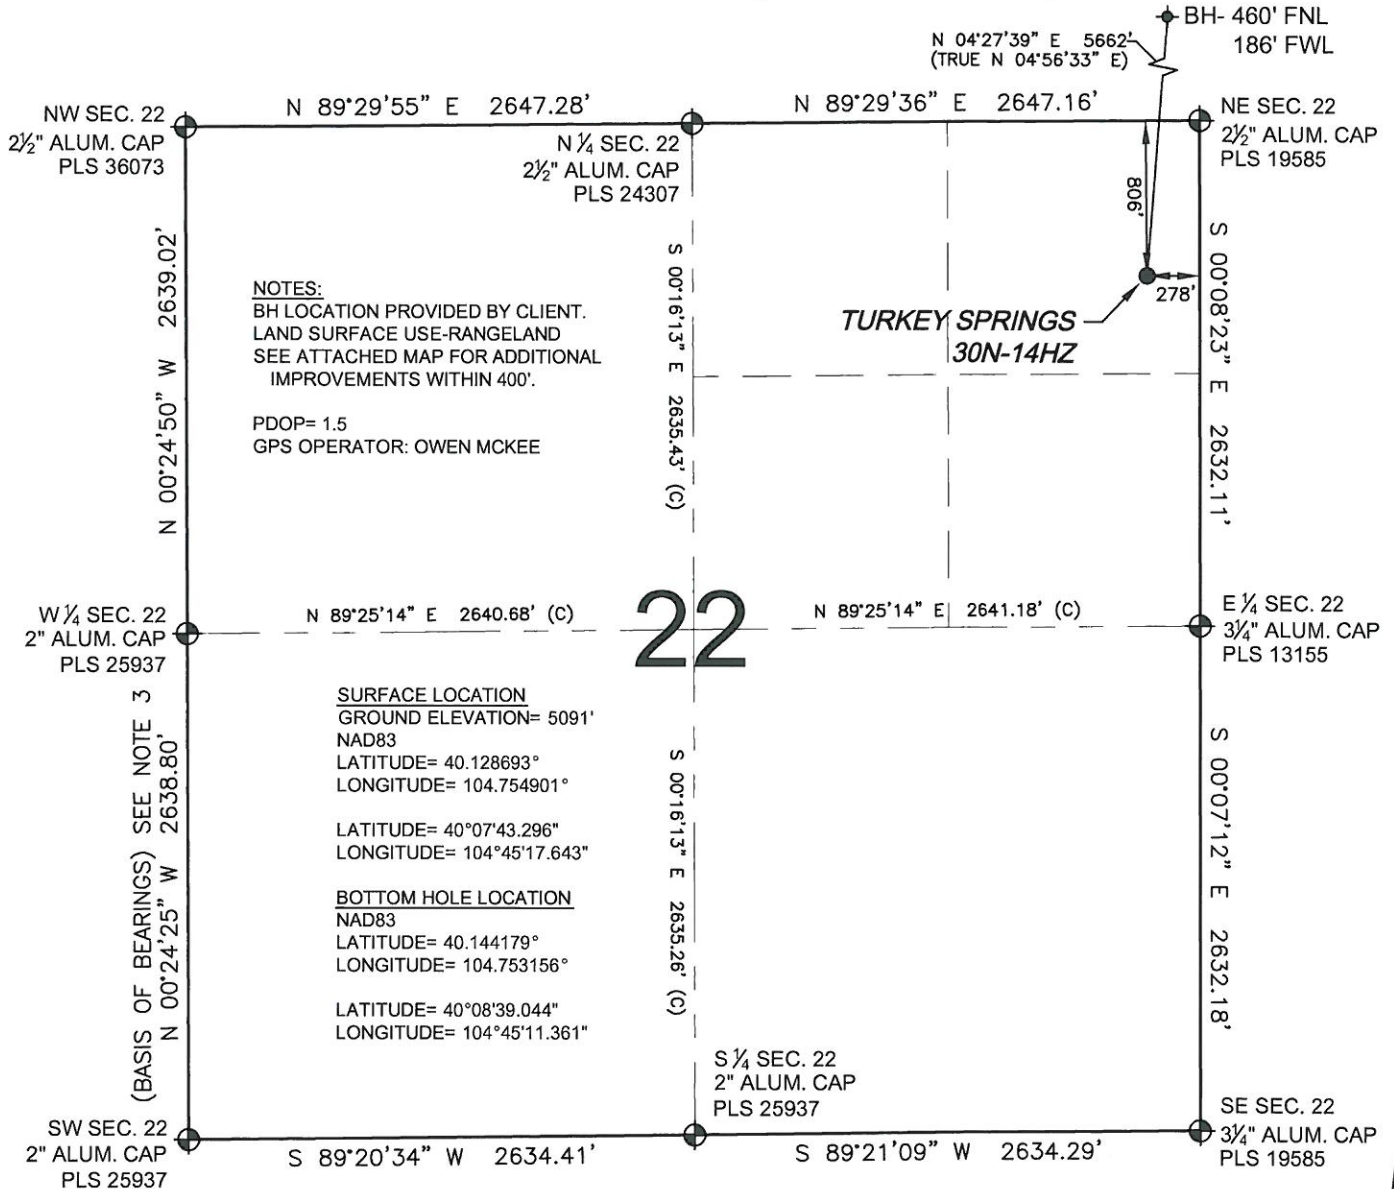 BH- 460' FNL
186' FWL
N 04°27'39" E 5662'
(TRUE N 04°56'33" E)
NW SEC. 22
2½" ALUM. CAP
PLS 36073
N 89°29'55" E 2647.28'
N ¼ SEC. 22
2½" ALUM. CAP
PLS 24307
N 89°29'36" E 2647.16'
NE SEC. 22
2½" ALUM. CAP
PLS 19585
806'
278'
TURKEY SPRINGS
30N-14HZ
N 00°24'50" W 2639.02'
NOTES:
BH LOCATION PROVIDED BY CLIENT.
LAND SURFACE USE-RANGELAND
SEE ATTACHED MAP FOR ADDITIONAL
IMPROVEMENTS WITHIN 400'.
PDOP= 1.5
GPS OPERATOR: OWEN MCKEE
S 00°16'13" E 2635.43' (C)
S 00°08'23" E 2632.11'
W ¼ SEC. 22
2" ALUM. CAP
PLS 25937
N 89°25'14" E 2640.68' (C)
22
N 89°25'14" E 2641.18' (C)
E ¼ SEC. 22
3¼" ALUM. CAP
PLS 13155
(BASIS OF BEARINGS) SEE NOTE 3
N 00°24'25" W 2638.80'
SURFACE LOCATION
GROUND ELEVATION= 5091'
NAD83
LATITUDE= 40.128693°
LONGITUDE= 104.754901°
LATITUDE= 40°07'43.296"
LONGITUDE= 104°45'17.643"
BOTTOM HOLE LOCATION
NAD83
LATITUDE= 40.144179°
LONGITUDE= 104.753156°
LATITUDE= 40°08'39.044"
LONGITUDE= 104°45'11.361"
S 00°16'13" E 2635.26' (C)
S 00°07'12" E 2632.18'
S ¼ SEC. 22
2" ALUM. CAP
PLS 25937
SW SEC. 22
2" ALUM. CAP
PLS 25937
S 89°20'34" W 2634.41'
S 89°21'09" W 2634.29'
SE SEC. 22
3¼" ALUM. CAP
PLS 19585